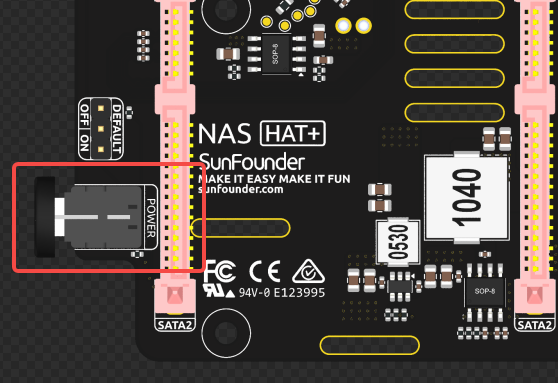 SOP-8
DEFAULT
OFF ON
NAS HAT+
SunFounder
MAKE IT EASY MAKE IT FUN
sunfounder.com
POWER
1040
0530
FC CE
94V-0 E123995
SOP-8
SATA2
SATA2